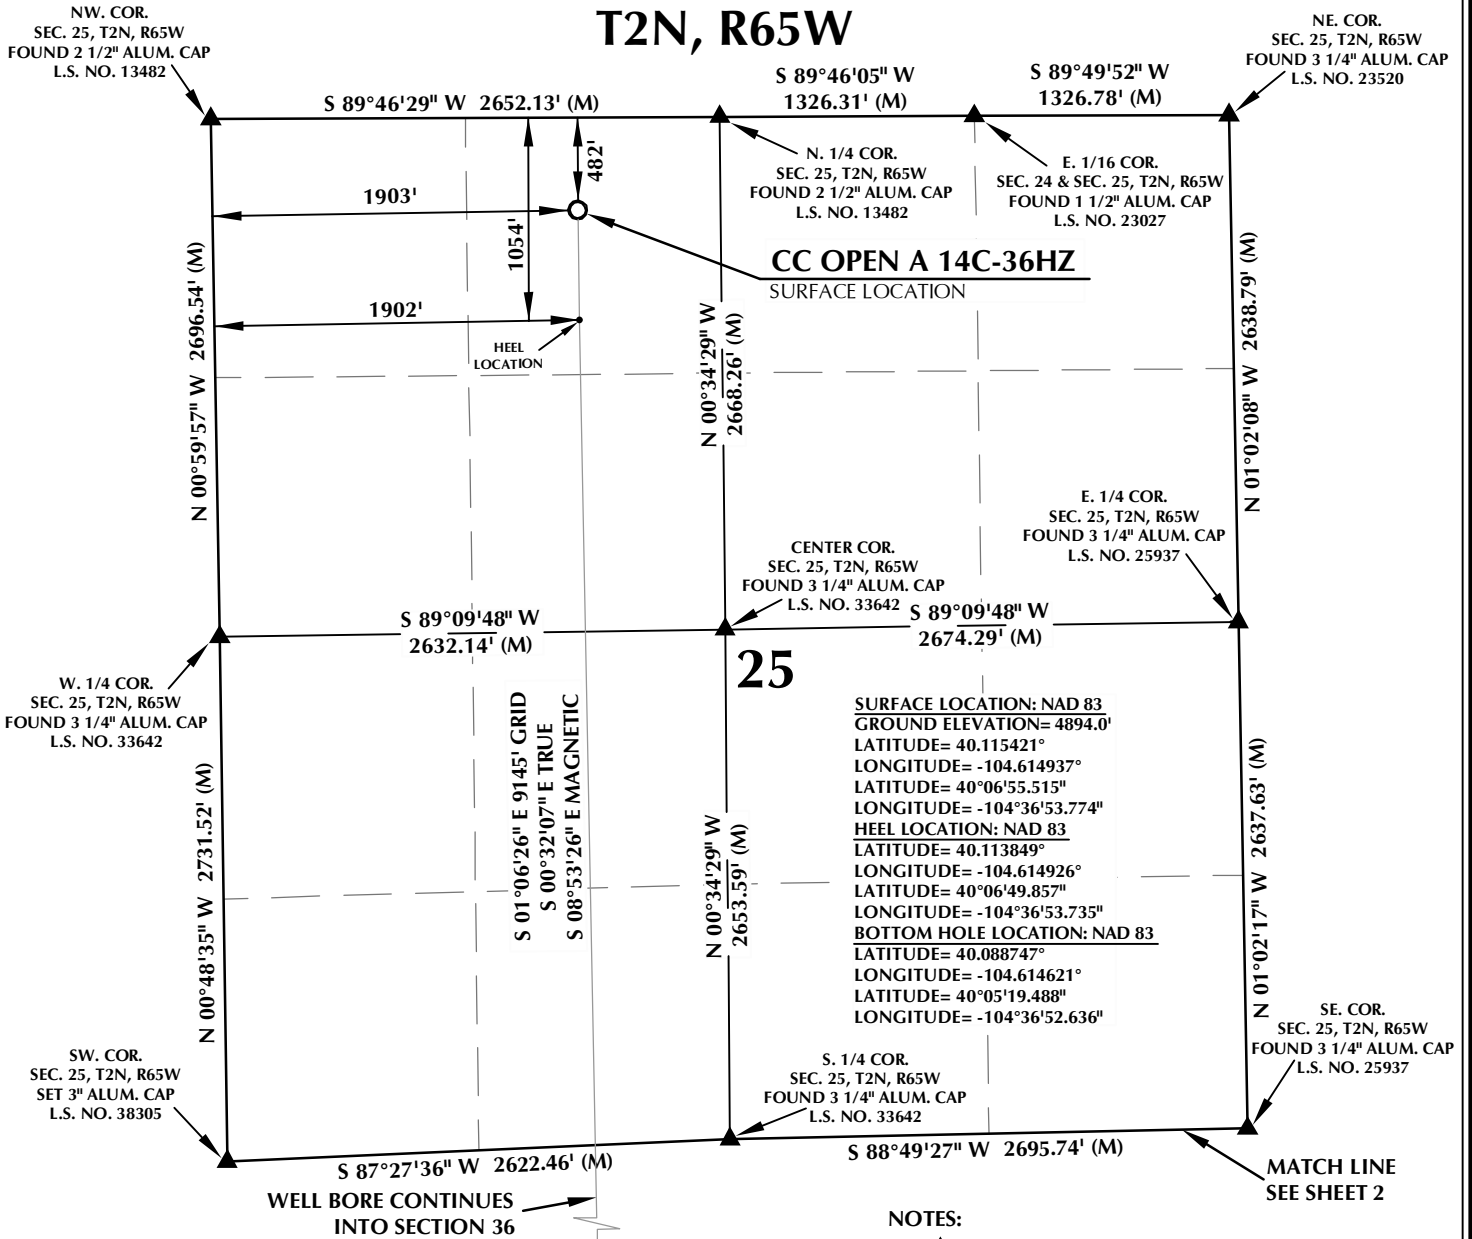 T2N, R65W
NW. COR.
SEC. 25, T2N, R65W
FOUND 2 1/2" ALUM. CAP
L.S. NO. 13482
NE. COR.
SEC. 25, T2N, R65W
FOUND 3 1/4" ALUM. CAP
L.S. NO. 23520
S 89°46'29" W 2652.13' (M)
S 89°46'05" W
1326.31' (M)
S 89°49'52" W
1326.78' (M)
N. 1/4 COR.
SEC. 25, T2N, R65W
FOUND 2 1/2" ALUM. CAP
L.S. NO. 13482
E. 1/16 COR.
SEC. 24 & SEC. 25, T2N, R65W
FOUND 1 1/2" ALUM. CAP
L.S. NO. 23027
482'
1903'
1054'
CC OPEN A 14C-36HZ
SURFACE LOCATION
1902'
HEEL
LOCATION
N 00°59'57" W 2696.54' (M)
N 00°34'29" W
2668.26' (M)
N 01°02'08" W 2638.79' (M)
E. 1/4 COR.
SEC. 25, T2N, R65W
FOUND 3 1/4" ALUM. CAP
L.S. NO. 25937
CENTER COR.
SEC. 25, T2N, R65W
FOUND 3 1/4" ALUM. CAP
L.S. NO. 33642
S 89°09'48" W
2632.14' (M)
S 89°09'48" W
2674.29' (M)
25
W. 1/4 COR.
SEC. 25, T2N, R65W
FOUND 3 1/4" ALUM. CAP
L.S. NO. 33642
S 01°06'26" E 9145' GRID
S 00°32'07" E TRUE
S 08°53'26" E MAGNETIC
SURFACE LOCATION: NAD 83
GROUND ELEVATION= 4894.0'
LATITUDE= 40.115421°
LONGITUDE= -104.614937°
LATITUDE= 40°06'55.515"
LONGITUDE= -104°36'53.774"
HEEL LOCATION: NAD 83
LATITUDE= 40.113849°
LONGITUDE= -104.614926°
LATITUDE= 40°06'49.857"
LONGITUDE= -104°36'53.735"
BOTTOM HOLE LOCATION: NAD 83
LATITUDE= 40.088747°
LONGITUDE= -104.614621°
LATITUDE= 40°05'19.488"
LONGITUDE= -104°36'52.636"
N 00°48'35" W 2731.52' (M)
N 00°34'29" W
2653.59' (M)
N 01°02'17" W 2637.63' (M)
SW. COR.
SEC. 25, T2N, R65W
SET 3" ALUM. CAP
L.S. NO. 38305
S. 1/4 COR.
SEC. 25, T2N, R65W
FOUND 3 1/4" ALUM. CAP
L.S. NO. 33642
SE. COR.
SEC. 25, T2N, R65W
FOUND 3 1/4" ALUM. CAP
L.S. NO. 25937
S 87°27'36" W 2622.46' (M)
S 88°49'27" W 2695.74' (M)
WELL BORE CONTINUES
INTO SECTION 36
MATCH LINE
SEE SHEET 2
NOTES: